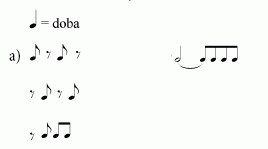 ♩ = doba
a)